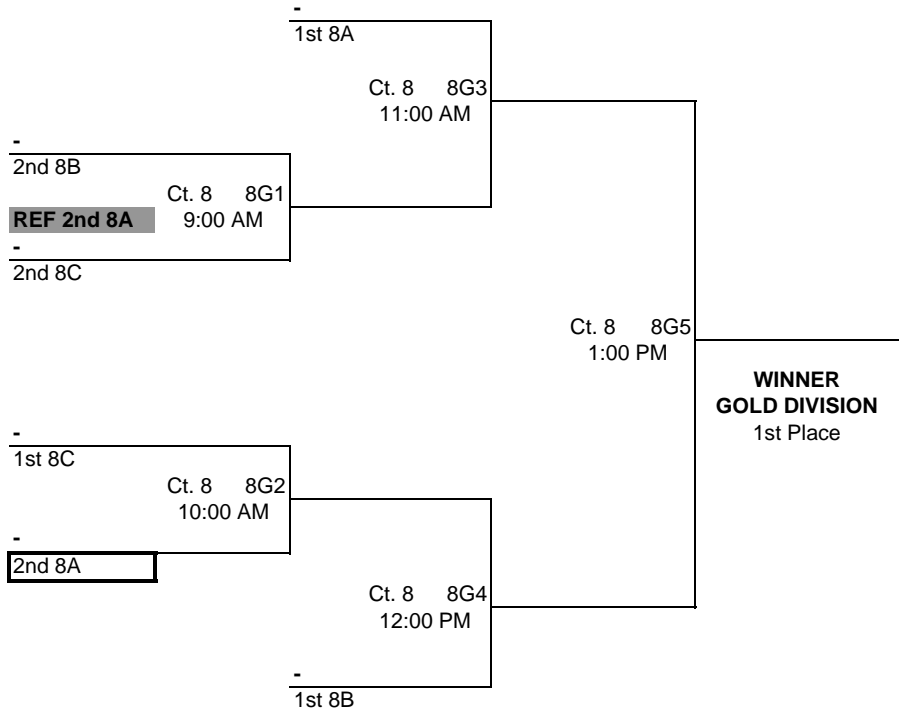 -
1st 8A
Ct. 8 8G3
11:00 AM
-
2nd 8B
Ct. 8 8G1
REF 2nd 8A 9:00 AM
-
2nd 8C
Ct. 8 8G5
1:00 PM
WINNER
GOLD DIVISION
1st Place
-
1st 8C
Ct. 8 8G2
10:00 AM
-
2nd 8A
Ct. 8 8G4
12:00 PM
-
1st 8B